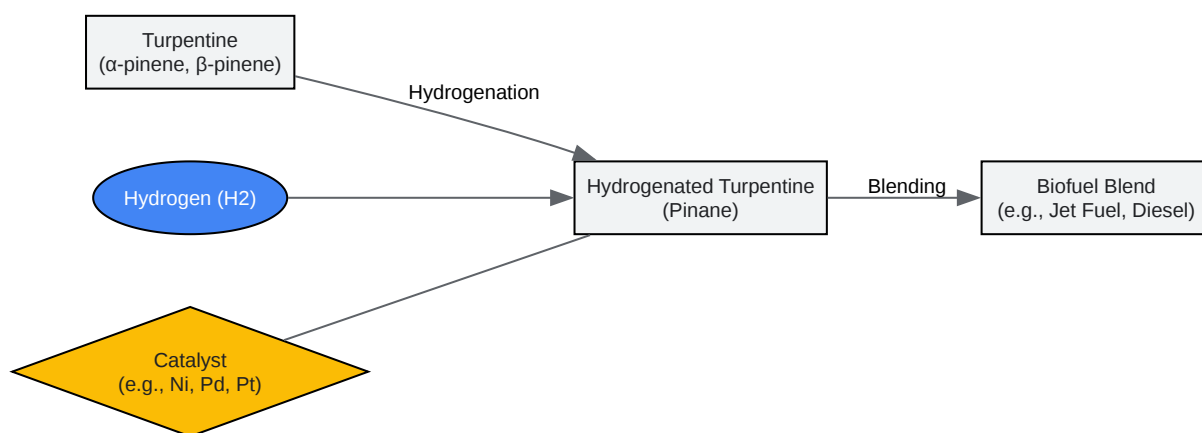 Turpentine
(α-pinene, β-pinene)
Hydrogenation
Hydrogen (H2)
Hydrogenated Turpentine
(Pinane)
Blending
Biofuel Blend
(e.g., Jet Fuel, Diesel)
Catalyst
(e.g., Ni, Pd, Pt)